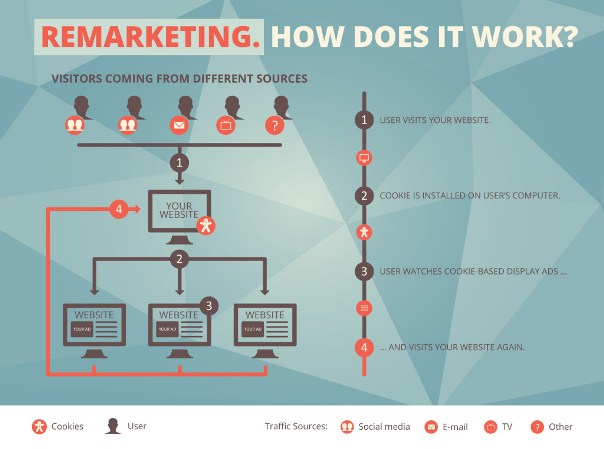 REMARKETING. HOW DOES IT WORK?
VISITORS COMING FROM DIFFERENT SOURCES
?
1
4
YOUR
WEBSITE
2
3
WEBSITE
YOUR AD
WEBSITE
YOUR AD
WEBSITE
YOUR AD
1 USER VISITS YOUR WEBSITE.
2 COOKIE IS INSTALLED ON USER'S COMPUTER.
3 USER WATCHES COOKIE-BASED DISPLAY ADS ...
4 ... AND VISITS YOUR WEBSITE AGAIN.
Cookies User Traffic Sources: Social media E-mail TV ? Other